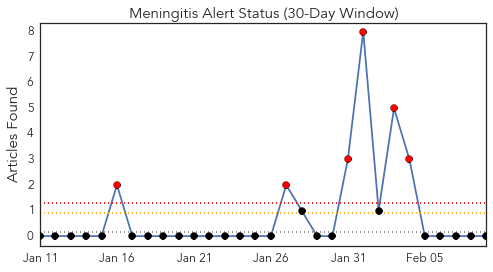 Meningitis Alert Status (30-Day Window)
Articles Found
8
7
6
5
4
3
2
1
0
Jan 11
Jan 16
Jan 21
Jan 26
Jan 31
Feb 05